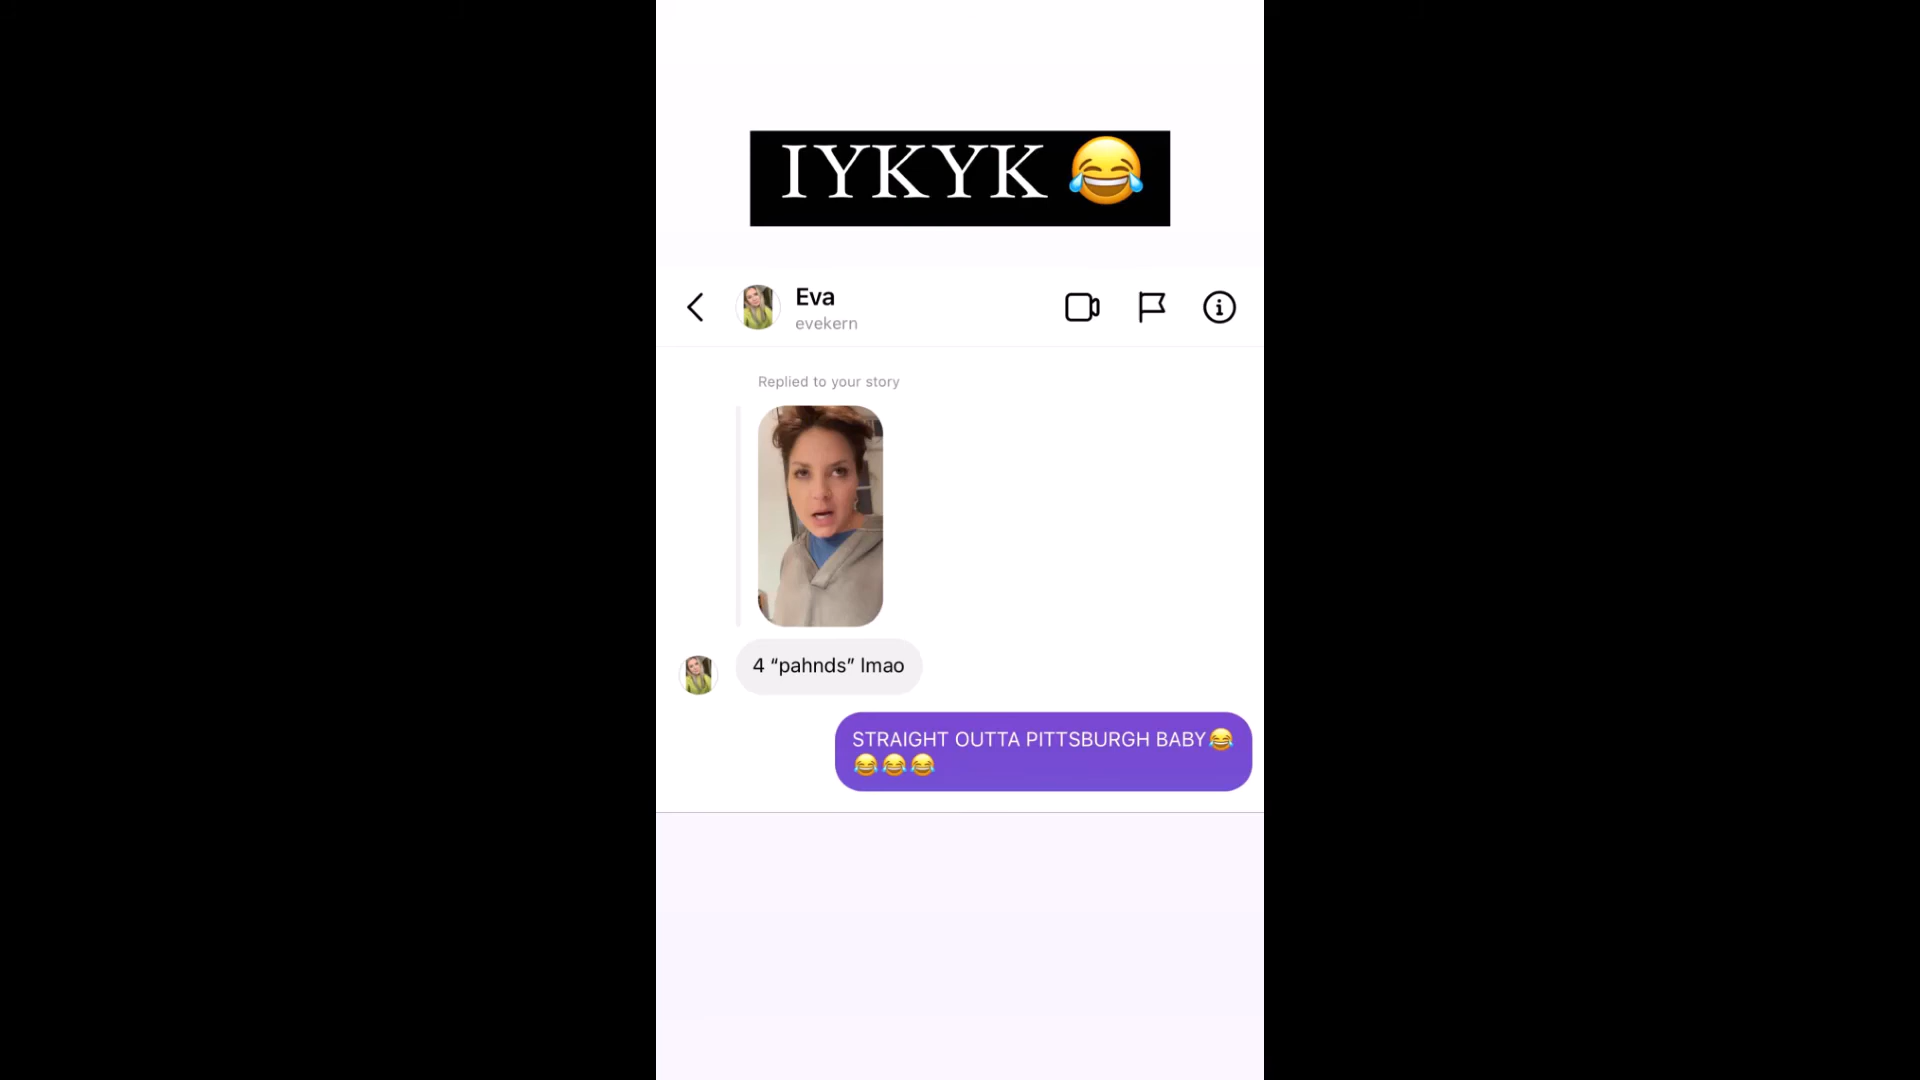 IYKYK 😂
Eva
evekern
Replied to your story
4 “pahnds” lmao
STRAIGHT OUTTA PITTSBURGH BABY😂
😂😂😂